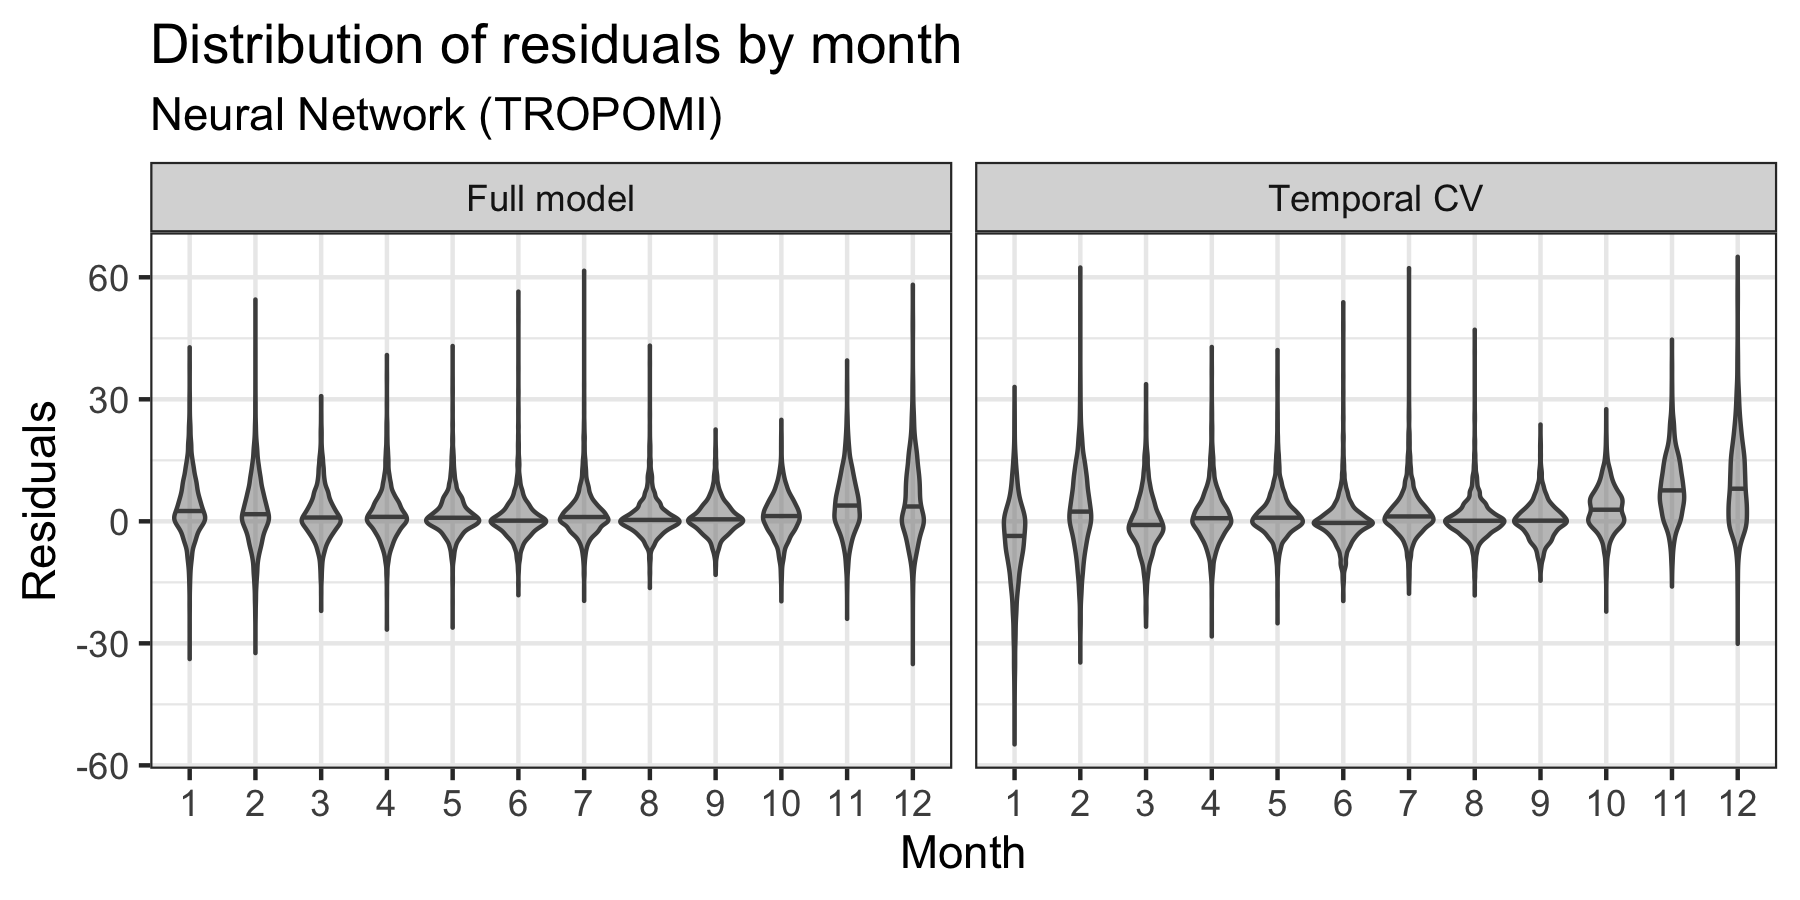 Distribution of residuals by month
Neural Network (TROPOMI)
Full model
Temporal CV
Residuals
60
30
0
-30
-60
1 2 3 4 5 6 7 8 9 10 11 12
1 2 3 4 5 6 7 8 9 10 11 12
Month